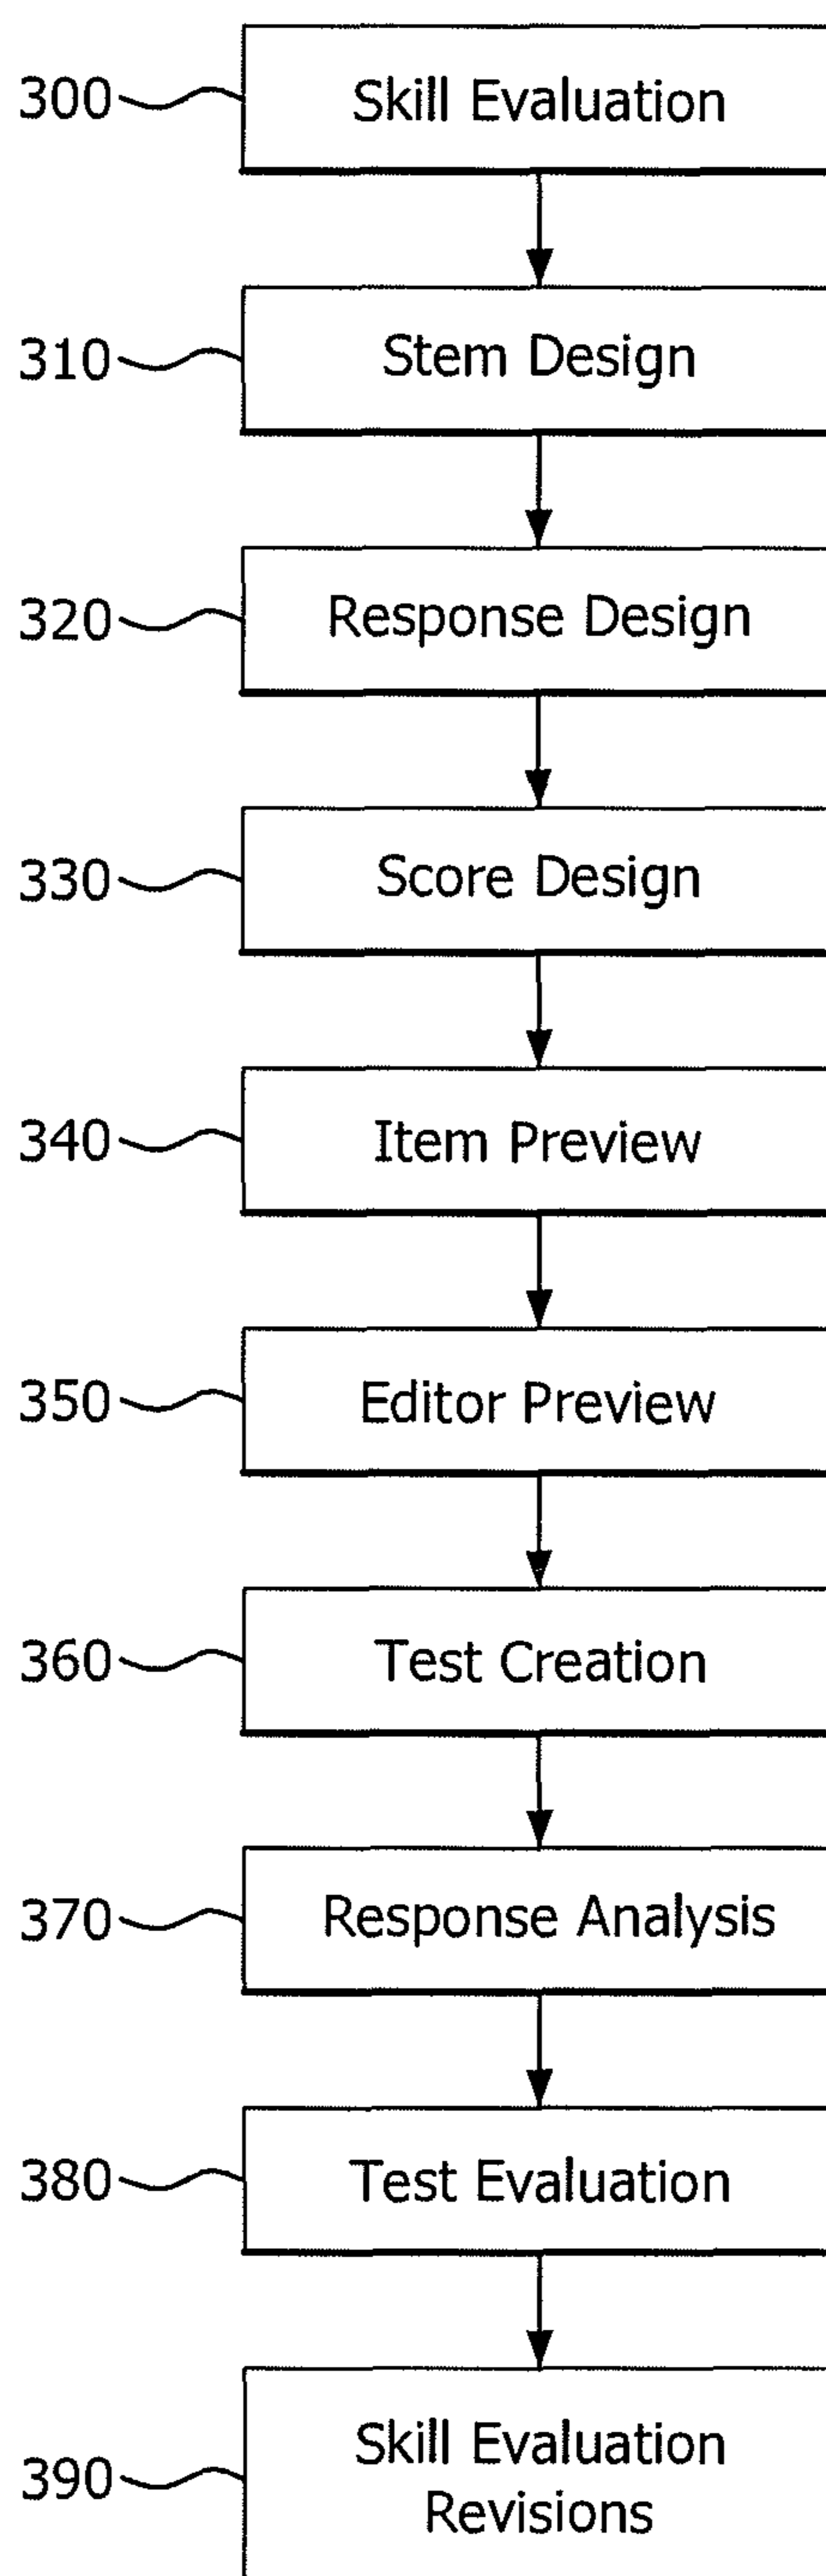 300 Skill Evaluation
310 Stem Design
320 Response Design
330 Score Design
340 Item Preview
350 Editor Preview
360 Test Creation
370 Response Analysis
380 Test Evaluation
390 Skill Evaluation
Revisions